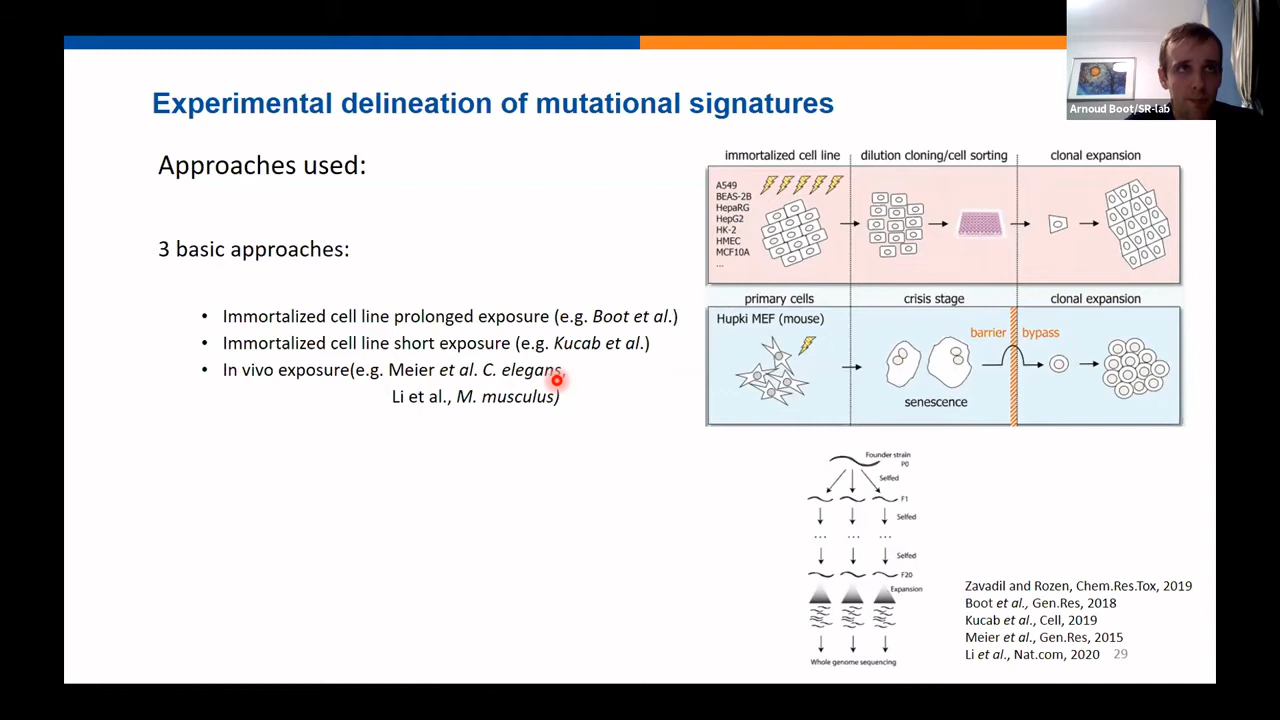 Arnoud Boot/SR-lab
Experimental delineation of mutational signatures
Approaches used:
3 basic approaches:
• Immortalized cell line prolonged exposure (e.g. Boot et al.)
• Immortalized cell line short exposure (e.g. Kucab et al.)
• In vivo exposure(e.g. Meier et al. C. elegans,
Li et al., M. musculus)
immortalized cell line
dilution cloning/cell sorting
clonal expansion
A549
BEAS-2B
HepaRG
HepG2
HK-2
HMEC
MCF10A
...
primary cells
crisis stage
clonal expansion
Hupki MEF (mouse)
barrier
bypass
senescence
Founder strain
P0
Selfed
F1
Selfed
... ... ...
Selfed
F20
Expansion
Whole genome sequencing
Zavadil and Rozen, Chem.Res.Tox, 2019
Boot et al., Gen.Res, 2018
Kucab et al., Cell, 2019
Meier et al., Gen.Res, 2015
Li et al., Nat.com, 2020
29